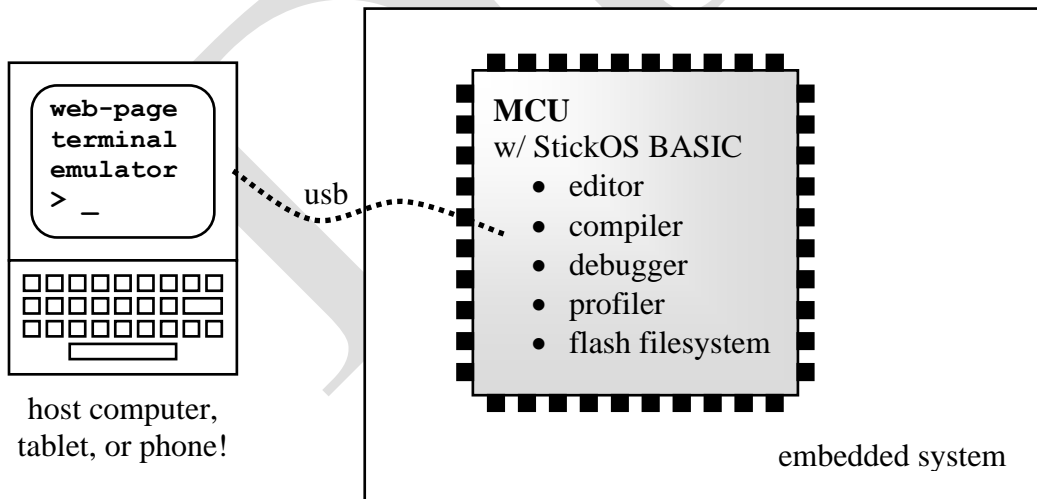 web-page
terminal
emulator
> _
host computer,
tablet, or phone!
usb
MCU
w/ StickOS BASIC
• editor
• compiler
• debugger
• profiler
• flash filesystem
embedded system